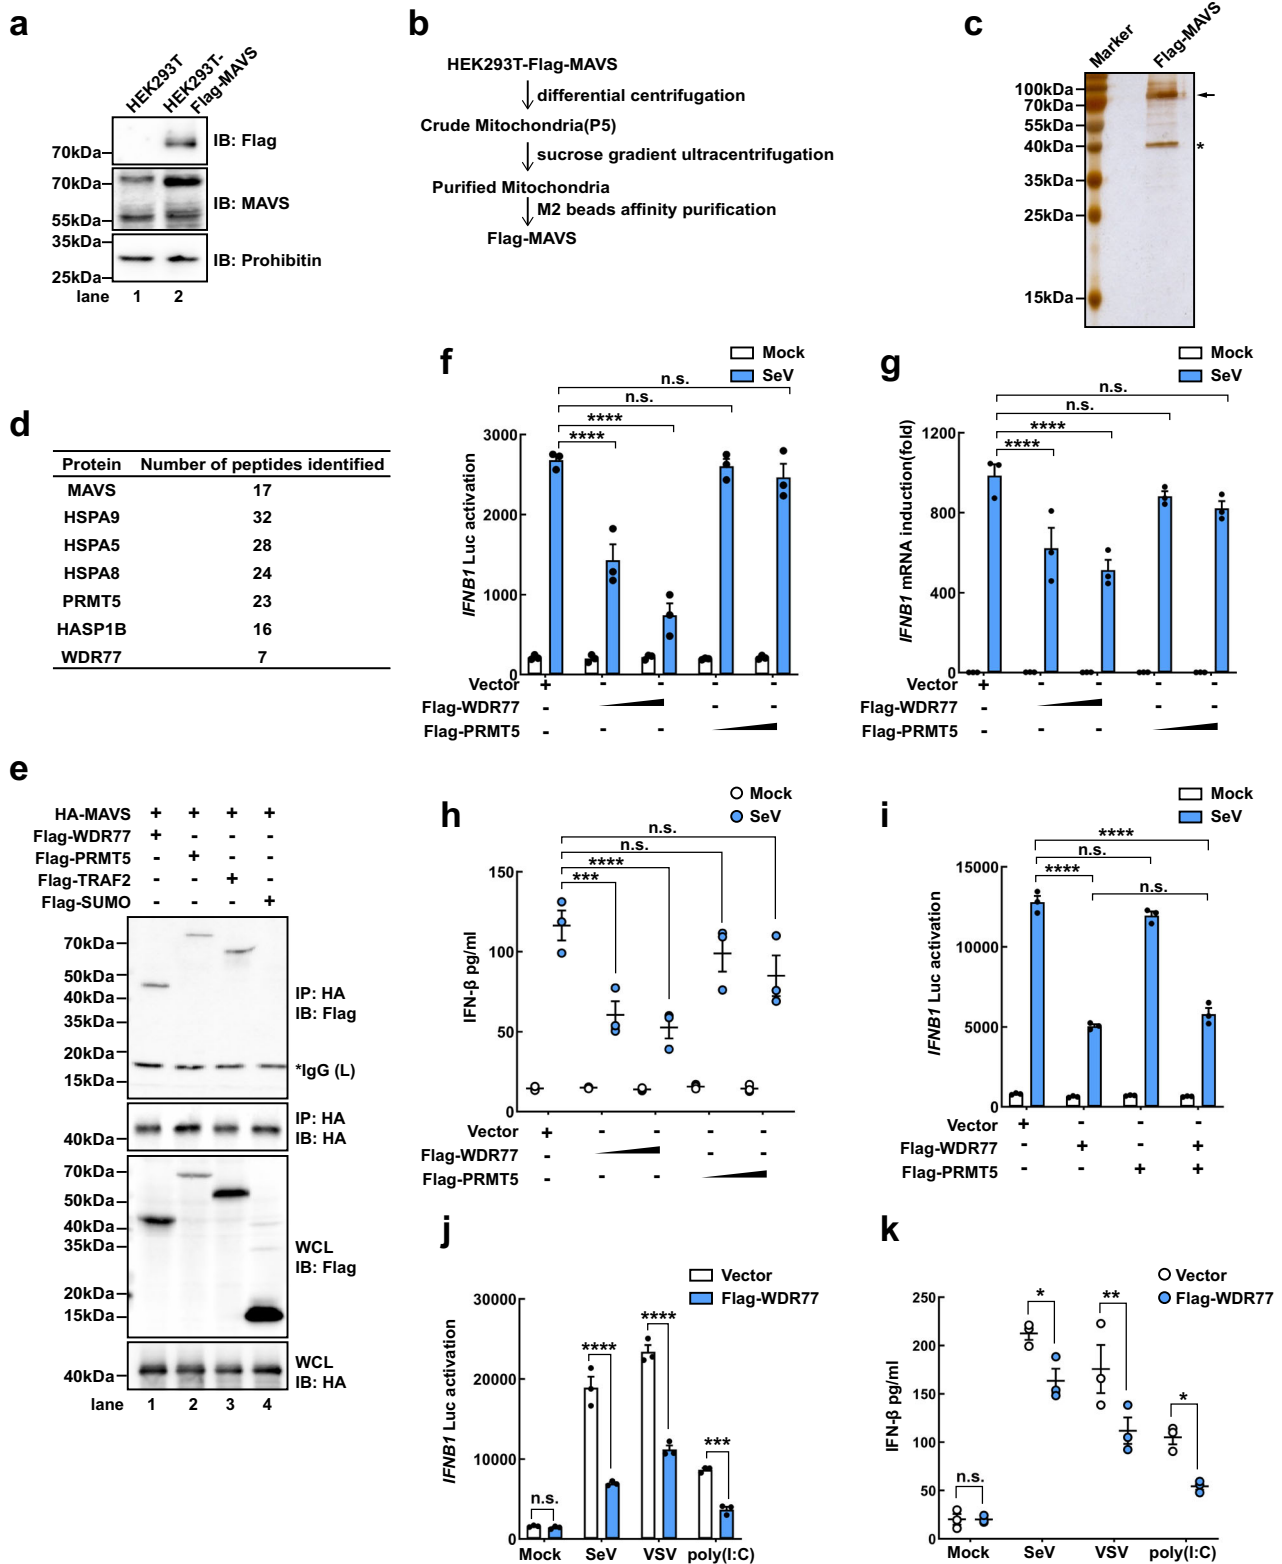 a
HEK293T
HEK293T-
Flag-MAVS
70kDa
IB: Flag
70kDa
55kDa
IB: MAVS
35kDa
25kDa
IB: Prohibitin
lane 1 2
b
HEK293T-Flag-MAVS
differential centrifugation
Crude Mitochondria(P5)
sucrose gradient ultracentrifugation
Purified Mitochondria
M2 beads affinity purification
Flag-MAVS
c
Marker
Flag-MAVS
100kDa
70kDa
55kDa
40kDa
*
35kDa
25kDa
15kDa
d
Protein Number of peptides identified
MAVS 17
HSPA9 32
HSPA5 28
HSPA8 24
PRMT5 23
HASP1B 16
WDR77 7
e
HA-MAVS + + + +
Flag-WDR77 + - - -
Flag-PRMT5 - + - -
Flag-TRAF2 - - + -
Flag-SUMO - - - +
70kDa
50kDa
40kDa
35kDa
20kDa
15kDa
IP: HA
IB: Flag
*IgG (L)
40kDa
IP: HA
IB: HA
70kDa
50kDa
40kDa
35kDa
20kDa
15kDa
WCL
IB: Flag
40kDa
WCL
IB: HA
lane 1 2 3 4
f
Mock
SeV
n.s.
n.s.
****
****
IFNB1 Luc activation
3000
2000
1000
0
Vector + - - - -
Flag-WDR77 - - -
Flag-PRMT5 - - -
g
Mock
SeV
n.s.
n.s.
****
****
IFNB1 mRNA induction(fold)
1200
800
400
0
Vector + - - - -
Flag-WDR77 - - -
Flag-PRMT5 - - -
h
Mock
SeV
n.s.
n.s.
****
***
IFN-β pg/ml
150
100
50
0
Vector + - - - -
Flag-WDR77 - - -
Flag-PRMT5 - - -
i
Mock
SeV
****
n.s.
****
n.s.
IFNB1 Luc activation
15000
10000
5000
0
Vector + - - -
Flag-WDR77 - + - +
Flag-PRMT5 - - + +
j
Vector
Flag-WDR77
IFNB1 Luc activation
30000
20000
10000
0
n.s.
****
****
***
Mock SeV VSV poly(I:C)
k
Vector
Flag-WDR77
IFN-β pg/ml
250
200
150
100
50
0
n.s.
*
**
*
Mock SeV VSV poly(I:C)